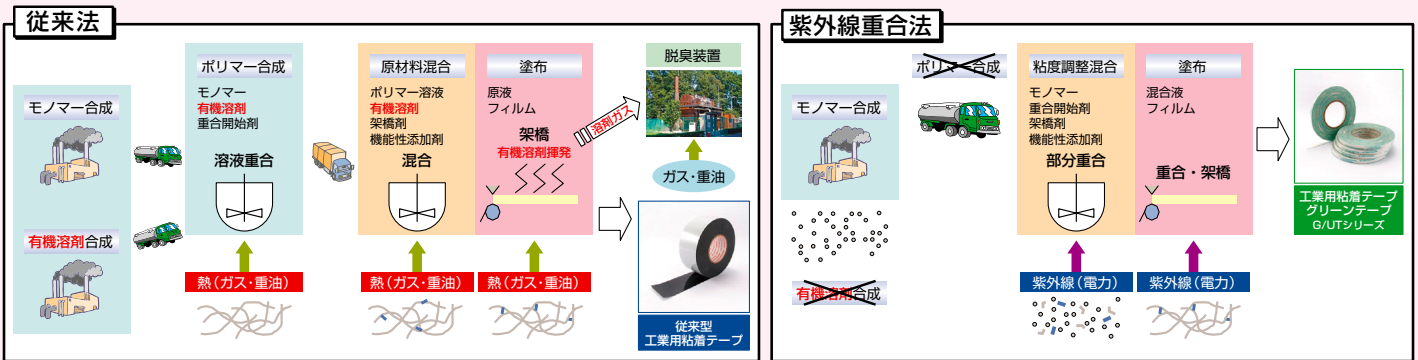 従来法
モノマー合成
有機溶剤合成
ポリマー合成
モノマー
有機溶剤
重合開始剤
溶液重合
熱(ガス・重油)
原材料混合
ポリマー溶液
有機溶剤
架橋剤
機能性添加剤
混合
熱(ガス・重油)
塗布
原液
フィルム
架橋
有機溶剤揮発
熱(ガス・重油)
溶剤ガス
脱臭装置
ガス・重油
従来型
工業用粘着テープ
紫外線重合法
モノマー合成
有機溶剤合成
ポリマー合成
粘度調整混合
モノマー
重合開始剤
架橋剤
機能性添加剤
部分重合
紫外線(電力)
塗布
混合液
フィルム
重合・架橋
紫外線(電力)
工業用粘着テープ
グリーンテープ
G/UTシリーズ